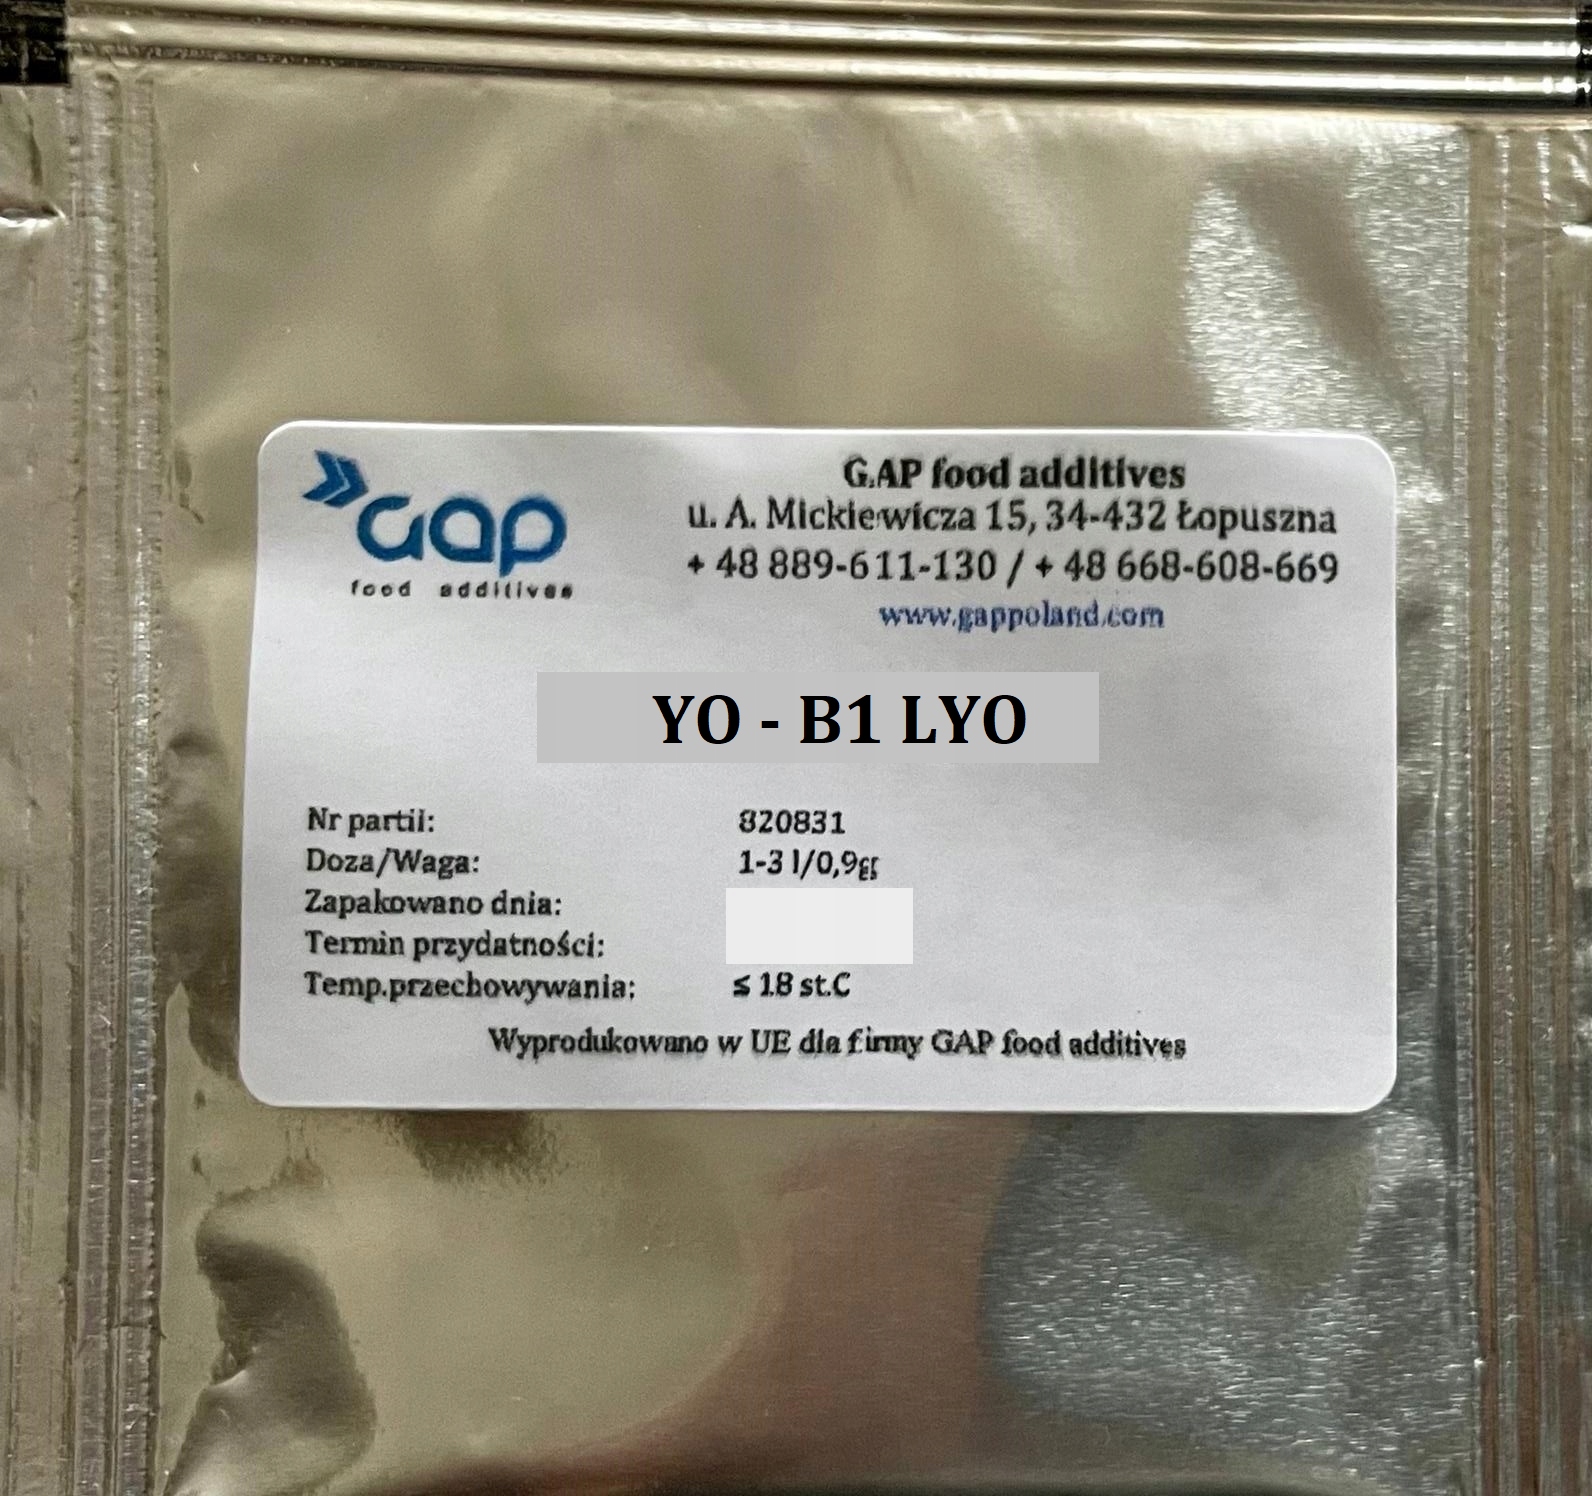 GAP
food additives
G.AP food additives
u. A. Mickiewicza 15, 34-432 Łopuszna
+ 48 889-611-130 / + 48 668-608-669
www.gappoland.com
YO - B1 LYO
Nr partii: 820831
Doza/Waga: 1-3 l/0,9gr
Zapakowano dnia:
Termin przydatności:
Temp.przechowywania: ≤ 18 st.C
Wyprodukowano w UE dla firmy GAP food additives